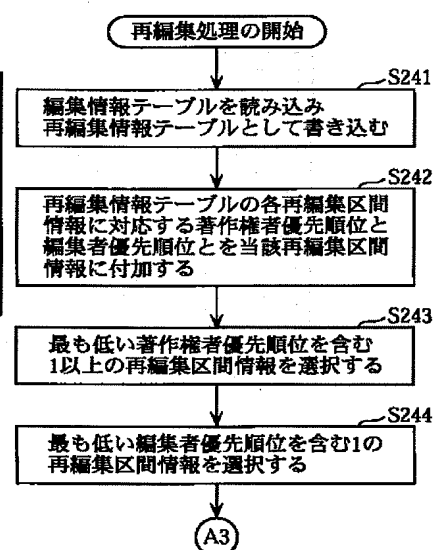 再編集処理の開始
S241
編集情報テーブルを読み込み
再編集情報テーブルとして書き込む
S242
再編集情報テーブルの各再編集区間
情報に対応する著作権者優先順位と
編集者優先順位とを当該再編集区間
情報に付加する
S243
最も低い著作権者優先順位を含む
1以上の再編集区間情報を選択する
S244
最も低い編集者優先順位を含む1の
再編集区間情報を選択する
A3